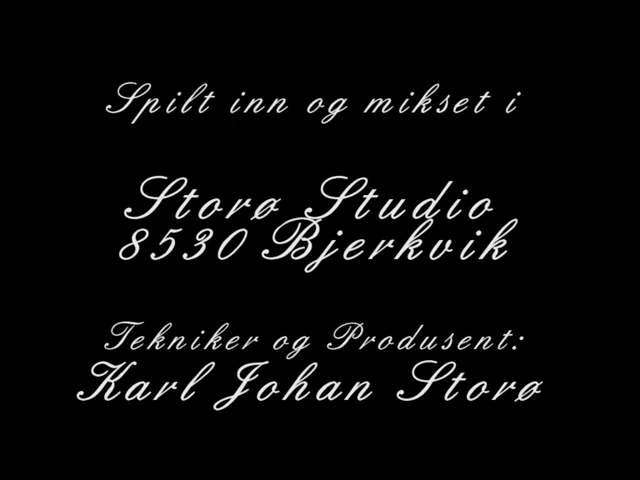 Spilt inn og mikset i
Storø Studio
8530 Bjerkvik
Tekniker og Produsent:
Karl Johan Storø